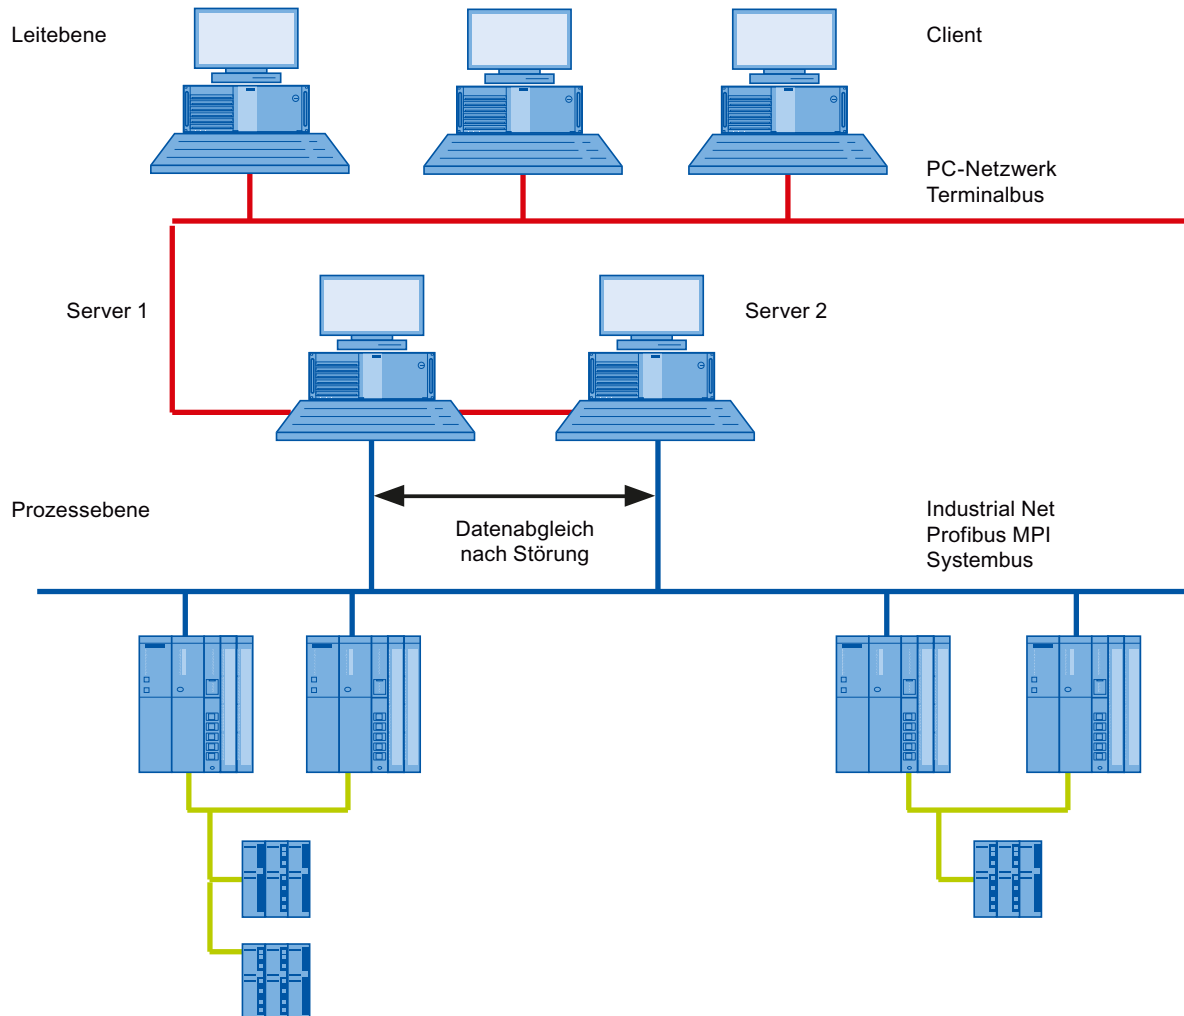 Leitebene
Client
PC-Netzwerk
Terminalbus
Server 1
Server 2
Prozessebene
Datenabgleich
nach Störung
Industrial Net
Profibus MPI
Systembus